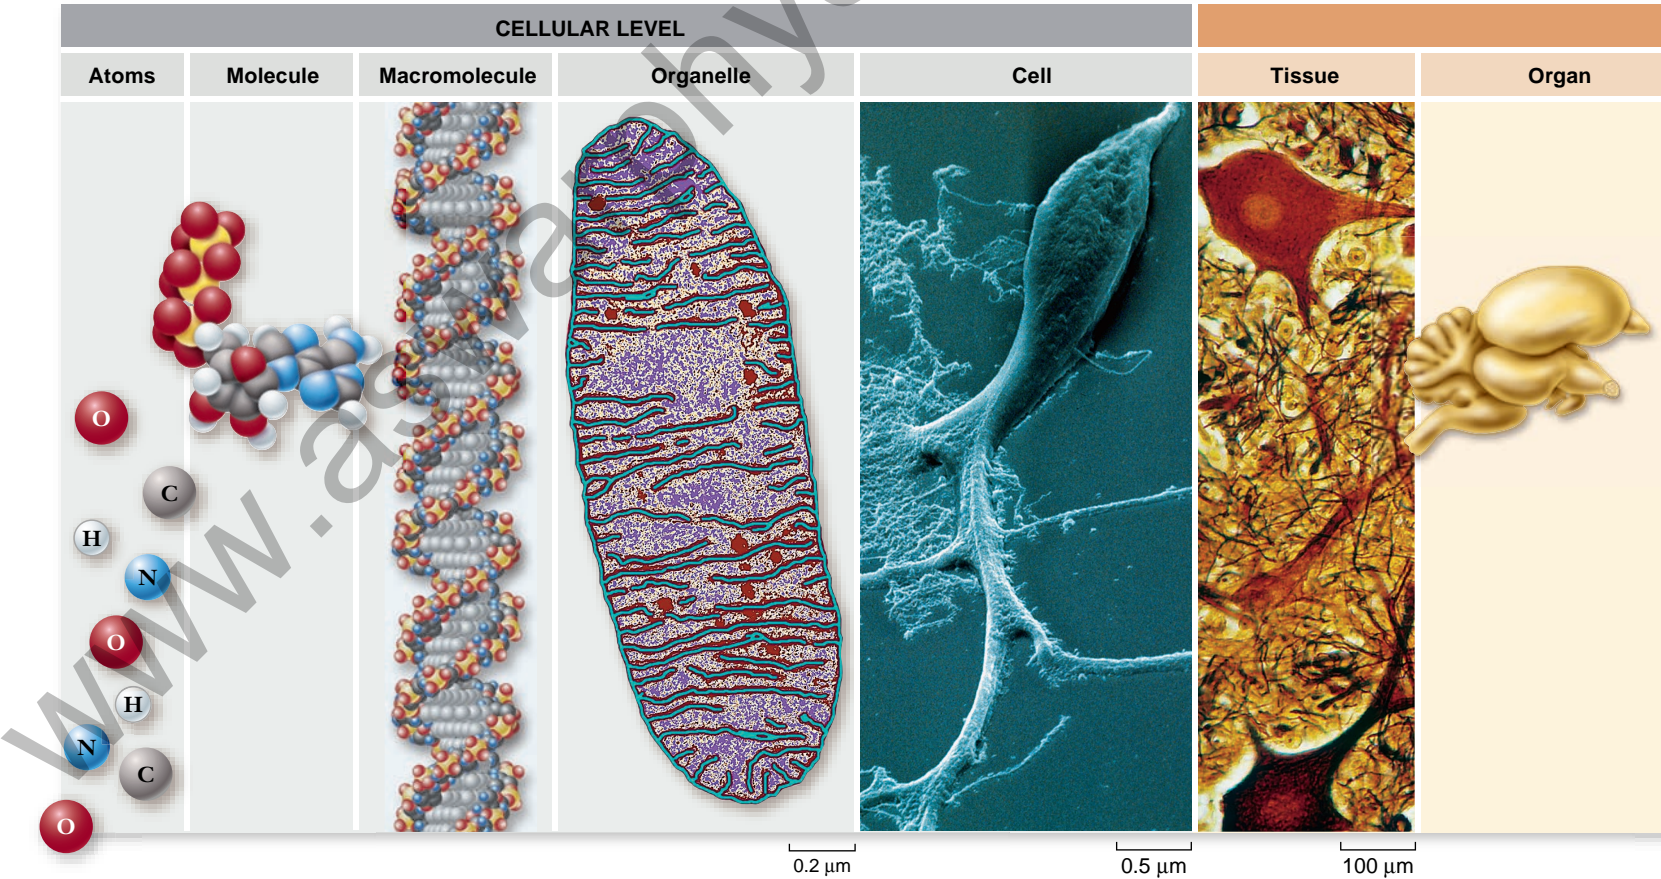 CELLULAR LEVEL
Atoms Molecule Macromolecule Organelle Cell Tissue Organ
O
C
H
N
O
H
N
C
O
0.2 μm 0.5 μm 100 μm